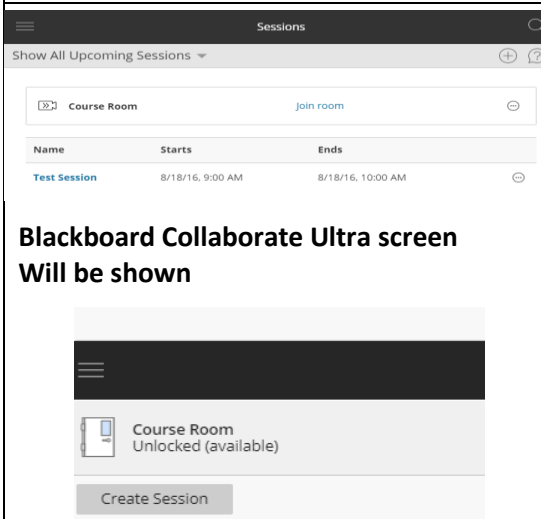 Sessions
Show All Upcoming Sessions
Course Room Join room
Name Starts Ends
Test Session 8/18/16, 9:00 AM 8/18/16, 10:00 AM
Blackboard Collaborate Ultra screen
Will be shown
Course Room
Unlocked (available)
Create Session